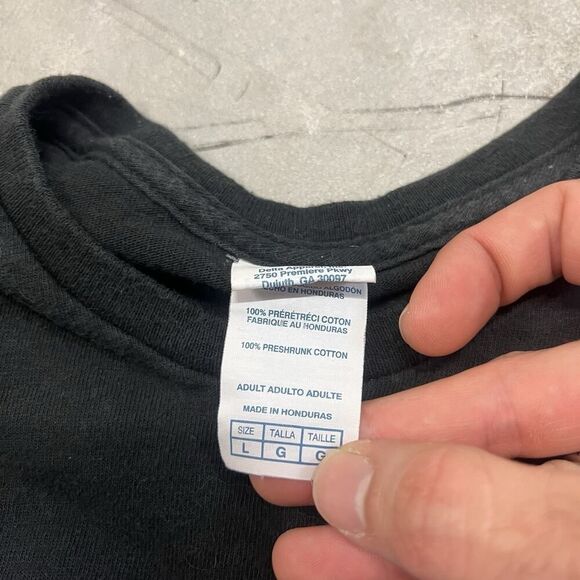 Delta Apparel
2750 Premiere Pkwy
Duluth, GA 30097
ALGODÓN
HECHO EN HONDURAS
100% PRÉRÉTRÉCI COTON
FABRIQUE AU HONDURAS
100% PRESHRUNK COTTON
ADULT ADULTO ADULTE
MADE IN HONDURAS
SIZE TALLA TAILLE
L G G